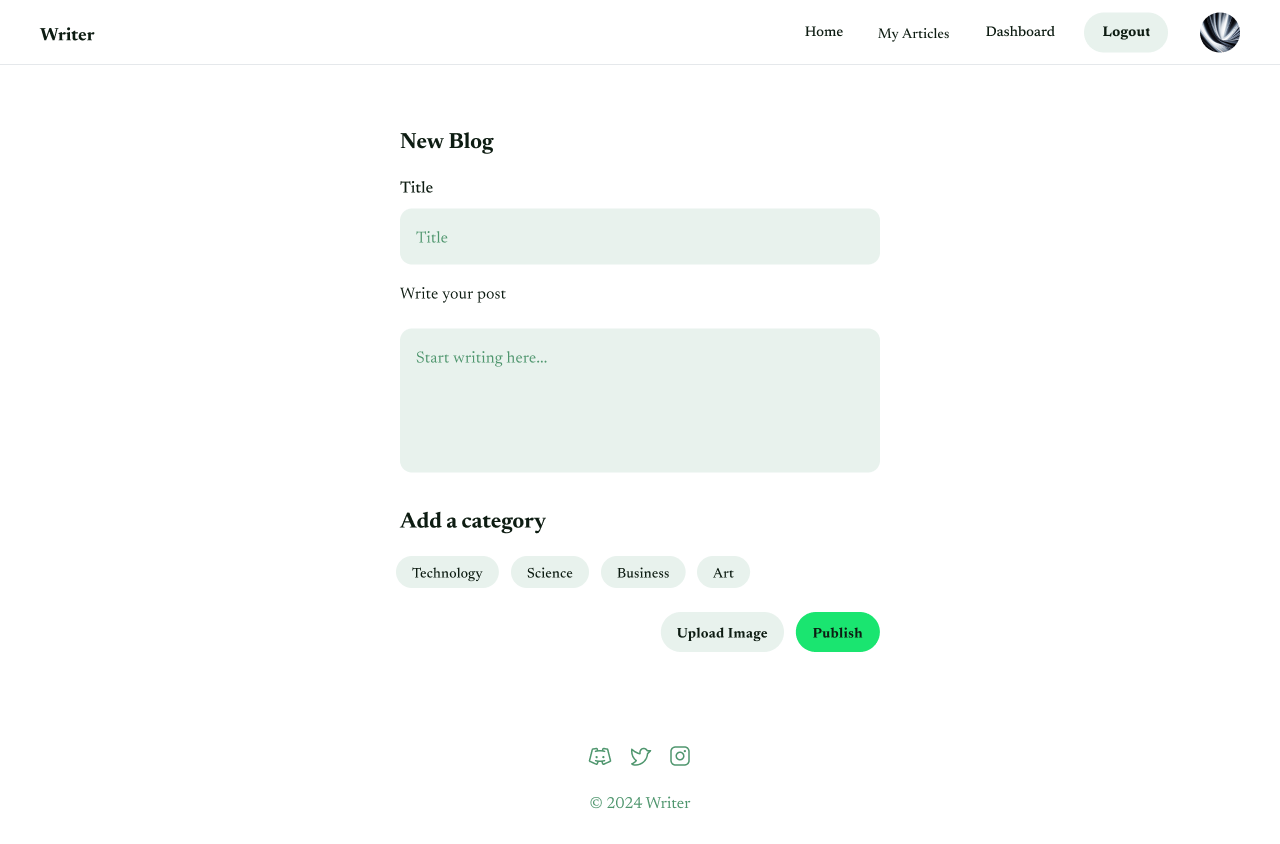 Writer
Home
My Articles
Dashboard
Logout
New Blog
Title
Title
Write your post
Start writing here...
Add a category
Technology
Science
Business
Art
Upload Image
Publish
© 2024 Writer